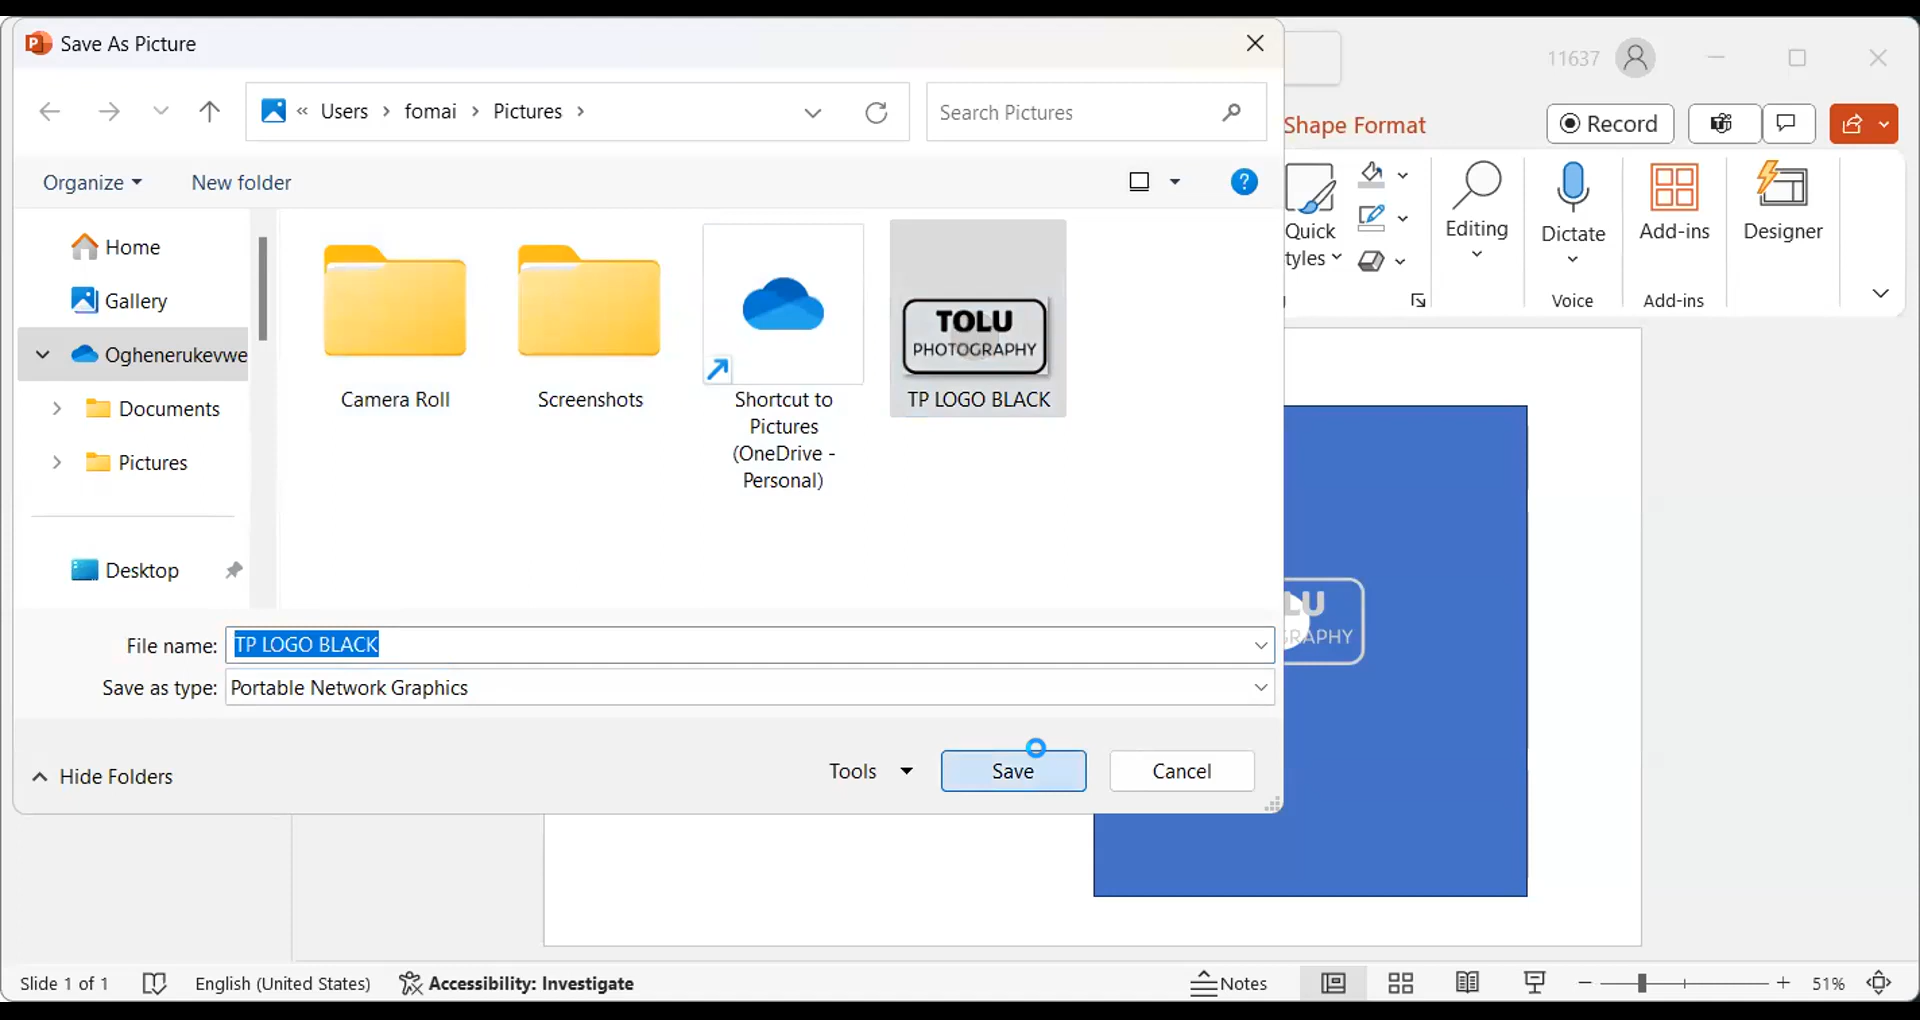 Save As Picture
11637
« Users > fomai > Pictures >
Search Pictures
Shape Format
Record
Organize
New folder
?
Home
Gallery
Oghenerukevwe
Documents
Pictures
Desktop
TOLU
PHOTOGRAPHY
Camera Roll
Screenshots
Shortcut to
Pictures
(OneDrive -
Personal)
TP LOGO BLACK
Quick
tyles
Editing
Dictate
Add-ins
Designer
Voice
Add-ins
LU
GRAPHY
File name: TP LOGO BLACK
Save as type: Portable Network Graphics
Hide Folders
Tools
Save
Cancel
Slide 1 of 1
English (United States)
Accessibility: Investigate
Notes
51%